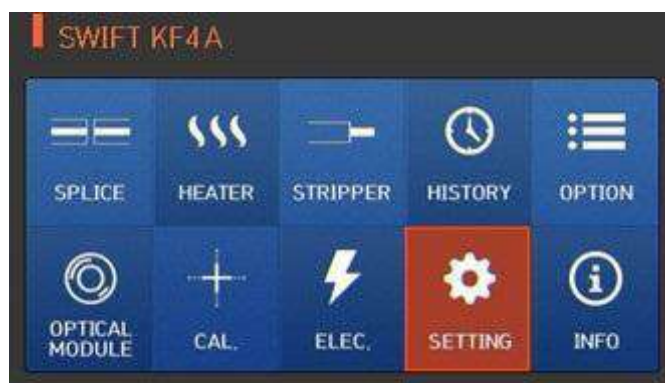 SWIFT KF4A
SPLICE
HEATER
STRIPPER
HISTORY
OPTION
OPTICAL
MODULE
CAL.
ELEC.
SETTING
INFO